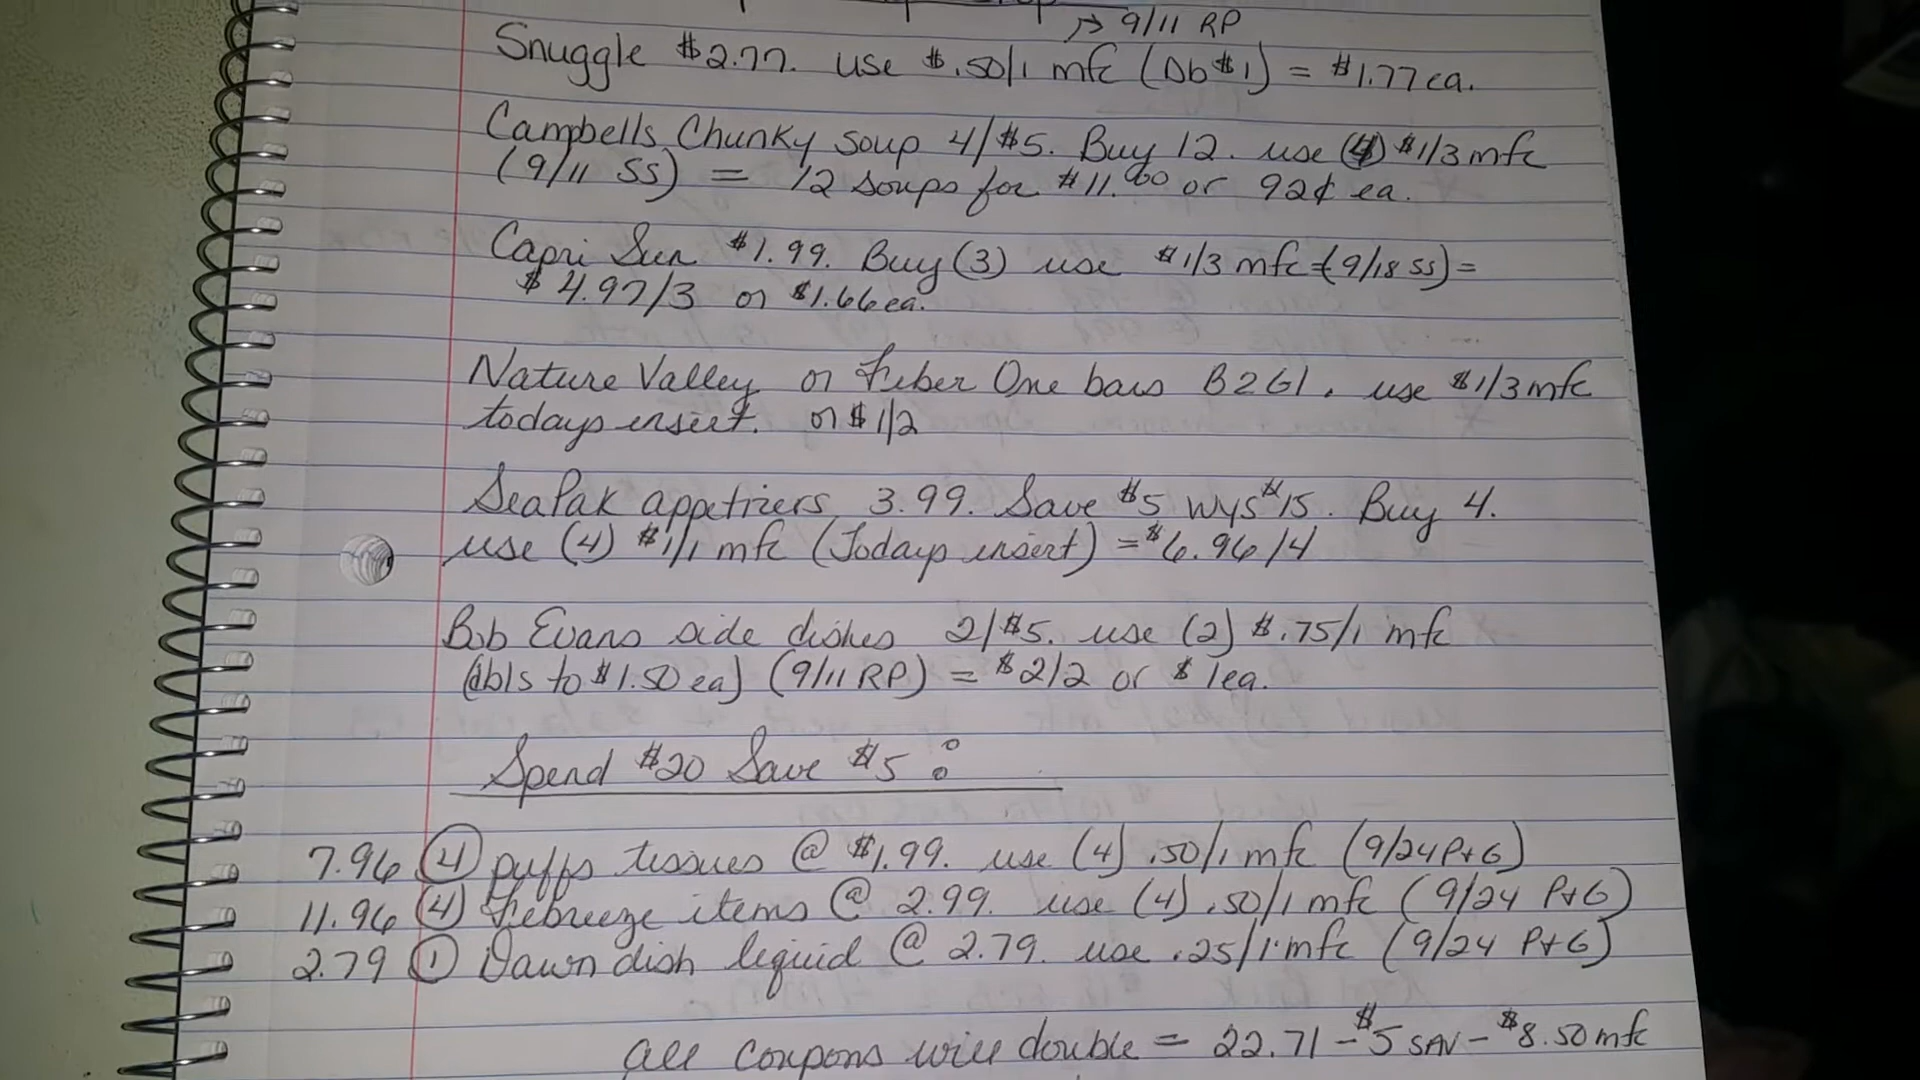 → 9/11 RP
Snuggle $2.77. use $.50/1 mfc (Db $1) = $1.77 ea.
Campbells Chunky soup 4/$5. Buy 12. use (4) $1/3 mfc
(9/11 SS) = 12 soups for $11.00 or 92¢ ea.
Capri Sun $1.99. Buy (3) use $1/3 mfc (9/18 SS) =
$4.97/3 or $1.66 ea.
Nature Valley or Fiber One bars B2G1. use $1/3 mfc
todays insert. or $1/2
SeaPak appetriers 3.99. Save $5 wys $15. Buy 4.
use (4) $1/1 mfc (Todays insert) = $6.96/4
Bob Evans side dishes 2/$5. use (2) $.75/1 mfc
(dbls to $1.50 ea) (9/11 RP) = $2/2 or $1 ea.
Spend $20 Save $5:
7.96 (4) puffs tissues @ $1.99. use (4) .50/1 mfc (9/24 P+G)
11.96 (4) Febreeze items @ 2.99. use (4) .50/1 mfc (9/24 P+G)
2.79 (1) Dawn dish liquid @ 2.79. use .25/1 mfc (9/24 P+G)
all coupons will double = 22.71 - $5 SAV - $8.50 mfc